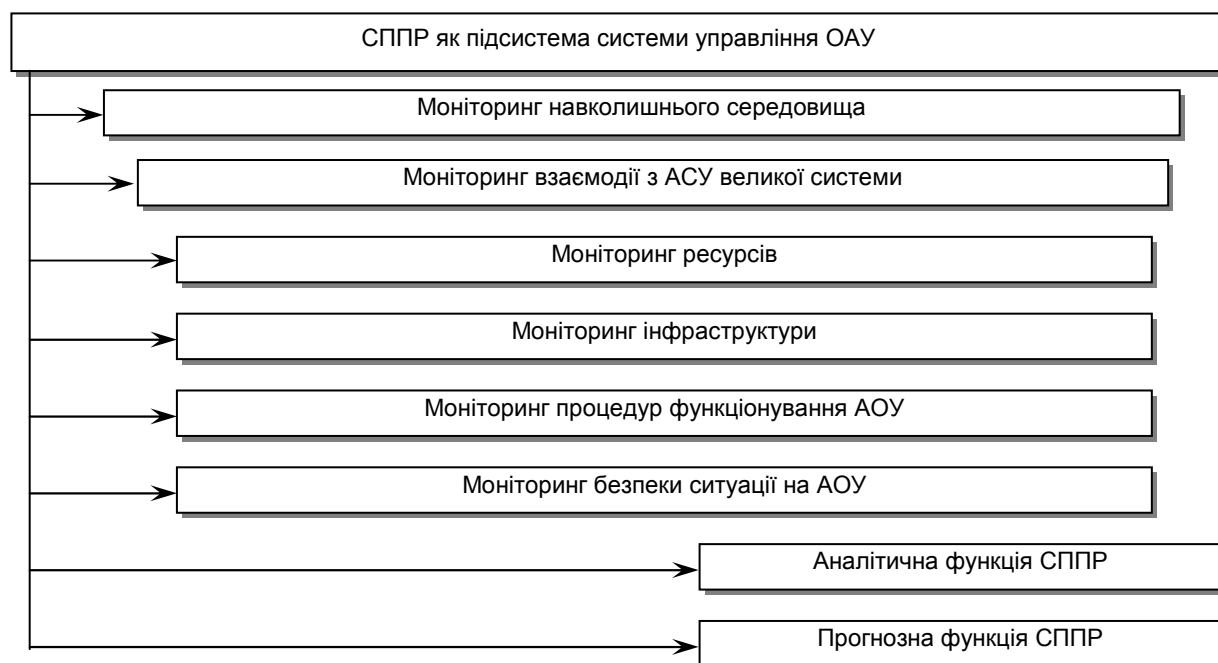 СППР як підсистема системи управління ОАУ
Моніторинг навколишнього середовища
Моніторинг взаємодії з АСУ великої системи
Моніторинг ресурсів
Моніторинг інфраструктури
Моніторинг процедур функціонування АОУ
Моніторинг безпеки ситуації на АОУ
Аналітична функція СППР
Прогнозна функція СППР